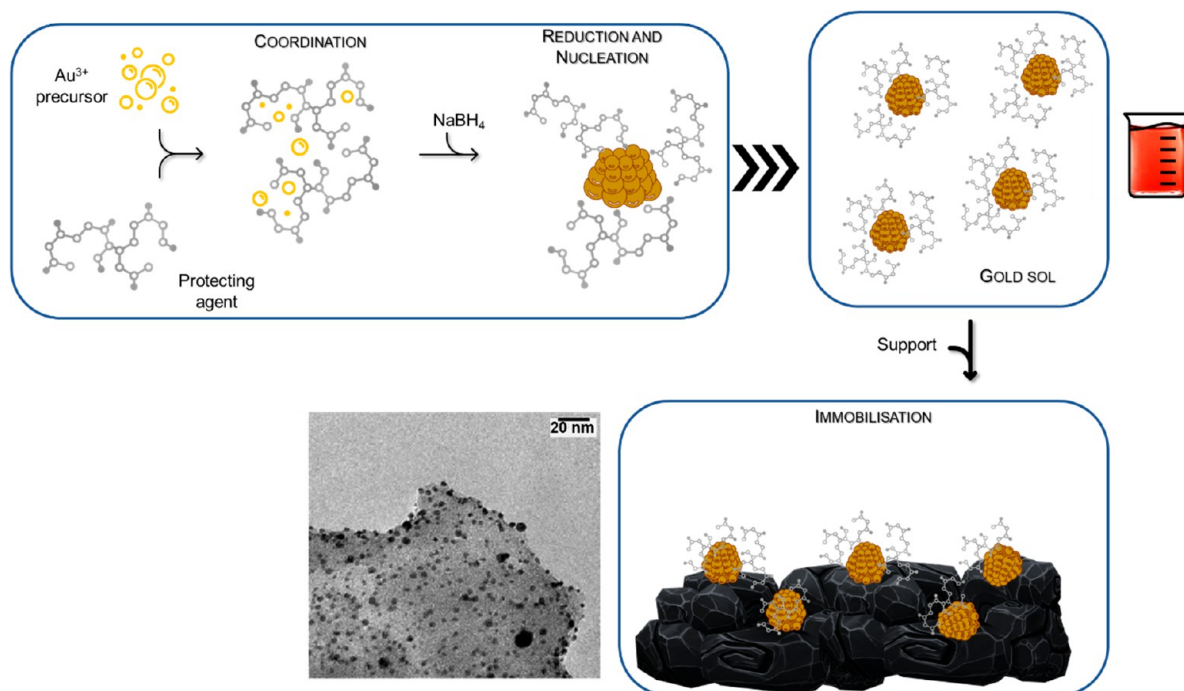 COORDINATION
REDUCTION AND
NUCLEATION
Au³⁺
precursor
NaBH₄
Protecting
agent
GOLD SOL
Support
IMMOBILISATION
20 nm